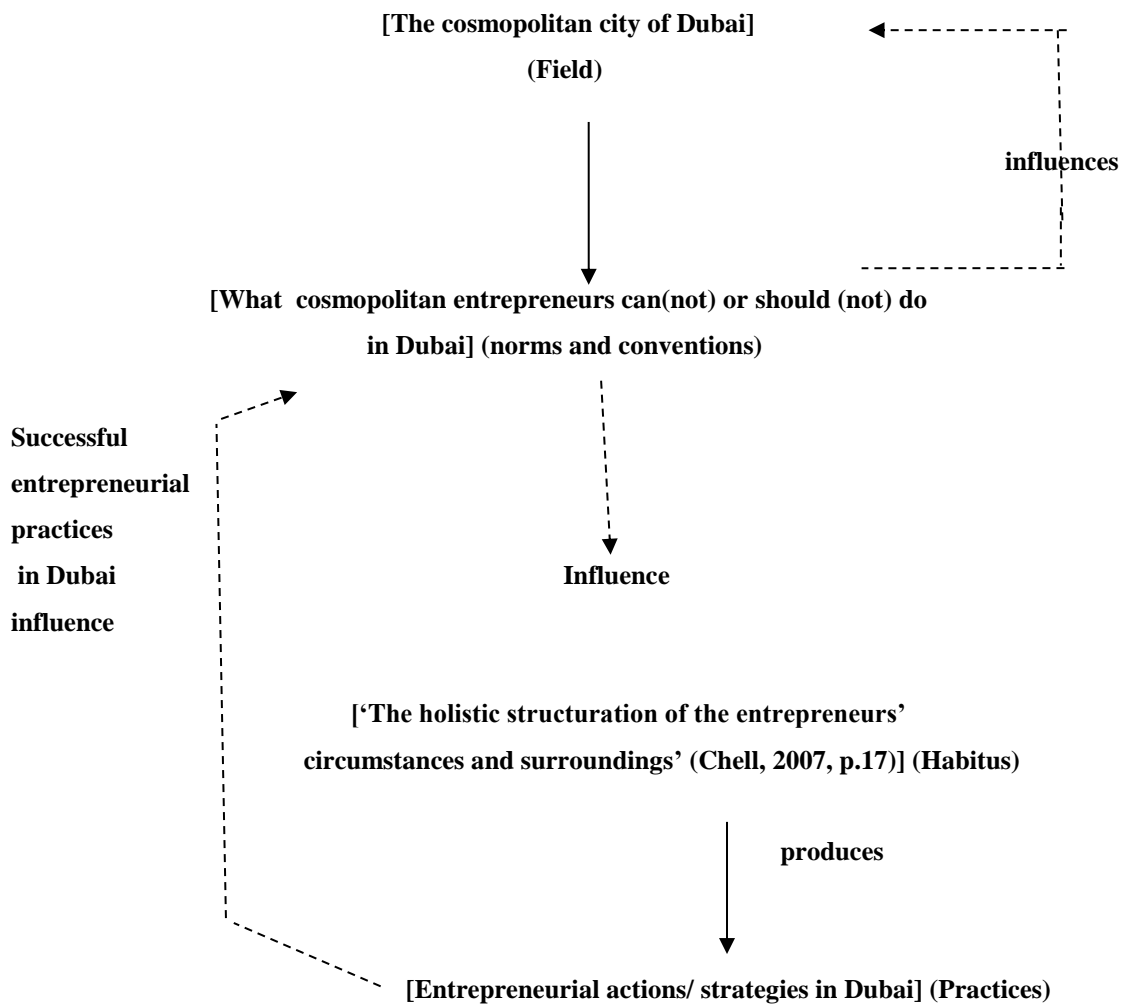 [The cosmopolitan city of Dubai]
(Field)
influences
[What cosmopolitan entrepreneurs can(not) or should (not) do
in Dubai] (norms and conventions)
Successful
entrepreneurial
practices
in Dubai
influence
Influence
[‘The holistic structuration of the entrepreneurs’
circumstances and surroundings’ (Chell, 2007, p.17)] (Habitus)
produces
[Entrepreneurial actions/ strategies in Dubai] (Practices)